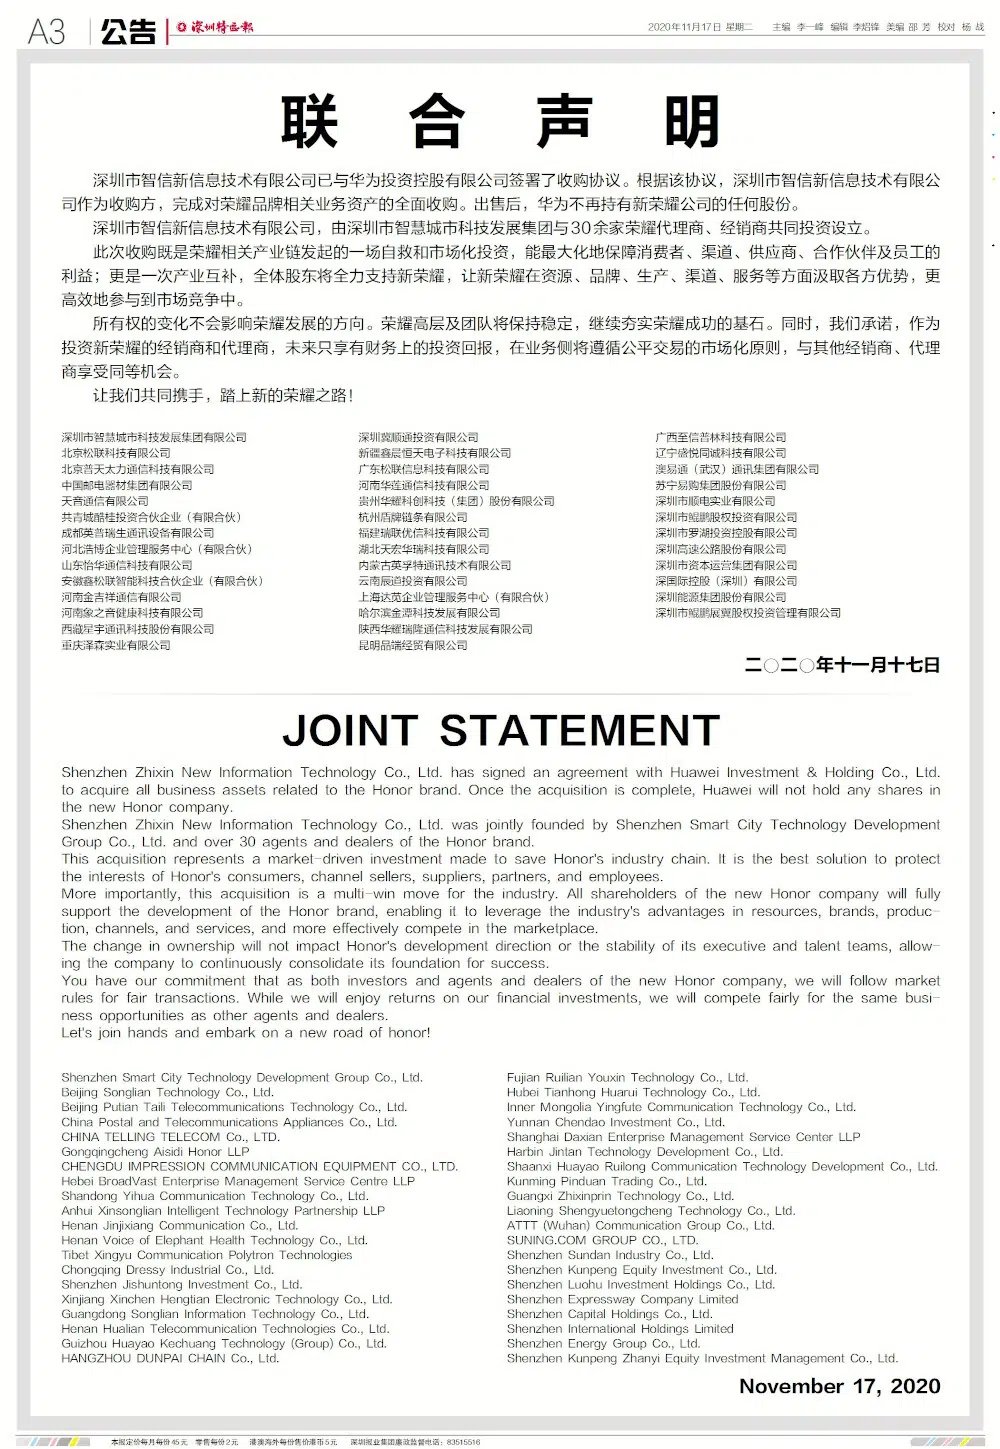 A3 公告 深圳特区报 2020年11月17日 星期二 主编 李一峰 编辑 李焰锋 美编 邵 芳 校对 杨 战
联 合 声 明
深圳市智信新信息技术有限公司已与华为投资控股有限公司签署了收购协议。根据该协议，深圳市智信新信息技术有限公
司作为收购方，完成对荣耀品牌相关业务资产的全面收购。出售后，华为不再持有新荣耀公司的任何股份。
深圳市智信新信息技术有限公司，由深圳市智慧城市科技发展集团与30余家荣耀代理商、经销商共同投资设立。
此次收购既是荣耀相关产业链发起的一场自救和市场化投资，能最大化地保障消费者、渠道、供应商、合作伙伴及员工的
利益；更是一次产业互补，全体股东将全力支持新荣耀，让新荣耀在资源、品牌、生产、渠道、服务等方面汲取各方优势，更
高效地参与到市场竞争中。
所有权的变化不会影响荣耀发展的方向。荣耀高层及团队将保持稳定，继续夯实荣耀成功的基石。同时，我们承诺，作为
投资新荣耀的经销商和代理商，未来只享有财务上的投资回报，在业务侧将遵循公平交易的市场化原则，与其他经销商、代理
商享受同等机会。
让我们共同携手，踏上新的荣耀之路！
深圳市智慧城市科技发展集团有限公司
北京松联科技有限公司
北京普天太力通信科技有限公司
中国邮电器材集团有限公司
天音通信有限公司
共青城酷桂投资合伙企业（有限合伙）
成都英普瑞生通讯设备有限公司
河北浩博企业管理服务中心（有限合伙）
山东怡华通信科技有限公司
安徽鑫松联智能科技合伙企业（有限合伙）
河南金吉祥通信有限公司
河南象之音健康科技有限公司
西藏星宇通讯科技股份有限公司
重庆泽森实业有限公司
深圳冀顺通投资有限公司
新疆鑫晨恒天电子科技有限公司
广东松联信息科技有限公司
河南华莲通信科技有限公司
贵州华耀科创科技（集团）股份有限公司
杭州盾牌链条有限公司
福建瑞联优信科技有限公司
湖北天宏华瑞科技有限公司
内蒙古英孚特通讯技术有限公司
云南辰道投资有限公司
上海达苋企业管理服务中心（有限合伙）
哈尔滨金潭科技发展有限公司
陕西华耀瑞隆通信科技发展有限公司
昆明品端经贸有限公司
广西至信普林科技有限公司
辽宁盛悦同诚科技有限公司
澳易通（武汉）通讯集团有限公司
苏宁易购集团股份有限公司
深圳市顺电实业有限公司
深圳市鲲鹏股权投资有限公司
深圳市罗湖投资控股有限公司
深圳高速公路股份有限公司
深圳市资本运营集团有限公司
深国际控股（深圳）有限公司
深圳能源集团股份有限公司
深圳市鲲鹏展翼股权投资管理有限公司
二〇二〇年十一月十七日
JOINT STATEMENT
Shenzhen Zhixin New Information Technology Co., Ltd. has signed an agreement with Huawei Investment & Holding Co., Ltd.
to acquire all business assets related to the Honor brand. Once the acquisition is complete, Huawei will not hold any shares in
the new Honor company.
Shenzhen Zhixin New Information Technology Co., Ltd. was jointly founded by Shenzhen Smart City Technology Development
Group Co., Ltd. and over 30 agents and dealers of the Honor brand.
This acquisition represents a market-driven investment made to save Honor's industry chain. It is the best solution to protect
the interests of Honor's consumers, channel sellers, suppliers, partners, and employees.
More importantly, this acquisition is a multi-win move for the industry. All shareholders of the new Honor company will fully
support the development of the Honor brand, enabling it to leverage the industry's advantages in resources, brands, produc-
tion, channels, and services, and more effectively compete in the marketplace.
The change in ownership will not impact Honor's development direction or the stability of its executive and talent teams, allow-
ing the company to continuously consolidate its foundation for success.
You have our commitment that as both investors and agents and dealers of the new Honor company, we will follow market
rules for fair transactions. While we will enjoy returns on our financial investments, we will compete fairly for the same busi-
ness opportunities as other agents and dealers.
Let's join hands and embark on a new road of honor!
Shenzhen Smart City Technology Development Group Co., Ltd.
Beijing Songlian Technology Co., Ltd.
Beijing Putian Taili Telecommunications Technology Co., Ltd.
China Postal and Telecommunications Appliances Co., Ltd.
CHINA TELLING TELECOM Co., LTD.
Gongqingcheng Aisidi Honor LLP
CHENGDU IMPRESSION COMMUNICATION EQUIPMENT CO., LTD.
Hebei BroadVast Enterprise Management Service Centre LLP
Shandong Yihua Communication Technology Co., Ltd.
Anhui Xinsonglian Intelligent Technology Partnership LLP
Henan Jinjixiang Communication Co., Ltd.
Henan Voice of Elephant Health Technology Co., Ltd.
Tibet Xingyu Communication Polytron Technologies
Chongqing Dressy Industrial Co., Ltd.
Shenzhen Jishuntong Investment Co., Ltd.
Xinjiang Xinchen Hengtian Electronic Technology Co., Ltd.
Guangdong Songlian Information Technology Co., Ltd.
Henan Hualian Telecommunication Technologies Co., Ltd.
Guizhou Huayao Kechuang Technology (Group) Co., Ltd.
HANGZHOU DUNPAI CHAIN Co., Ltd.
Fujian Ruilian Youxin Technology Co., Ltd.
Hubei Tianhong Huarui Technology Co., Ltd.
Inner Mongolia Yingfute Communication Technology Co., Ltd.
Yunnan Chendao Investment Co., Ltd.
Shanghai Daxian Enterprise Management Service Center LLP
Harbin Jintan Technology Development Co., Ltd.
Shaanxi Huayao Ruilong Communication Technology Development Co., Ltd.
Kunming Pinduan Trading Co., Ltd.
Guangxi Zhixinprin Technology Co., Ltd.
Liaoning Shengyuetongcheng Technology Co., Ltd.
ATTT (Wuhan) Communication Group Co., Ltd.
SUNING.COM GROUP CO., LTD.
Shenzhen Sundan Industry Co., Ltd.
Shenzhen Kunpeng Equity Investment Co., Ltd.
Shenzhen Luohu Investment Holdings Co., Ltd.
Shenzhen Expressway Company Limited
Shenzhen Capital Holdings Co., Ltd.
Shenzhen International Holdings Limited
Shenzhen Energy Group Co., Ltd.
Shenzhen Kunpeng Zhanyi Equity Investment Management Co., Ltd.
November 17, 2020
本报定价每月每份45元 零售每份2元 港澳海外每份售价港币5元 深圳报业集团廉政监督电话：83515516